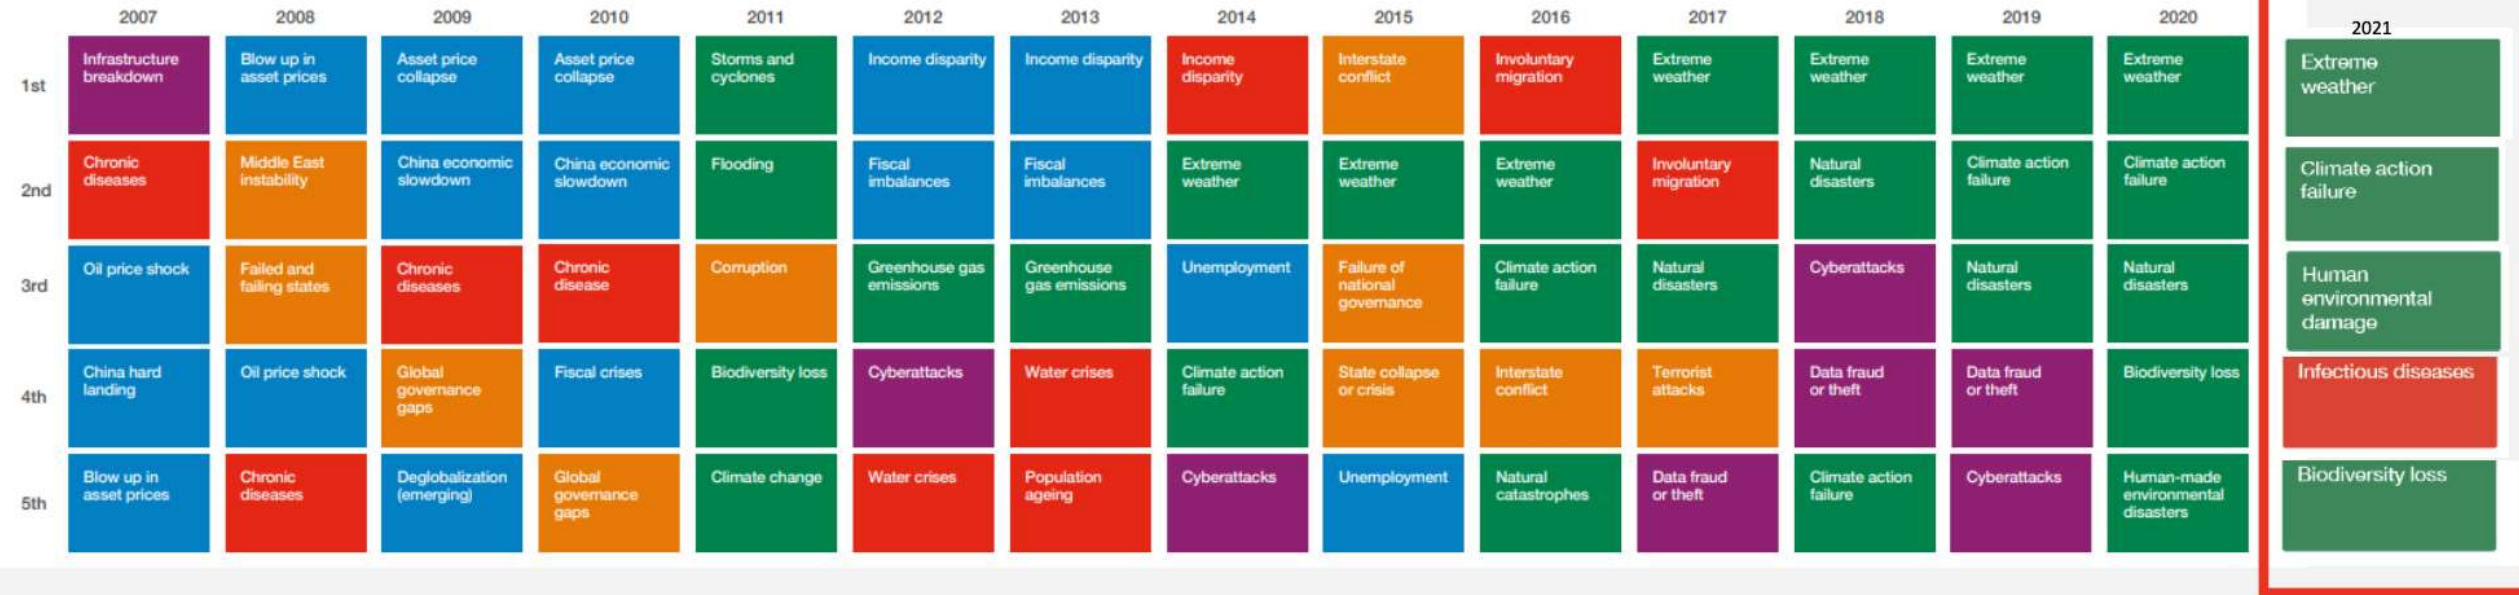 2007 2008 2009 2010 2011 2012 2013 2014 2015 2016 2017 2018 2019 2020
2021
1st
Infrastructure
breakdown
Blow up in
asset prices
Asset price
collapse
Asset price
collapse
Storms and
cyclones
Income disparity
Income disparity
Income
disparity
Interstate
conflict
Involuntary
migration
Extreme
weather
Extreme
weather
Extreme
weather
Extreme
weather
Extreme
weather
2nd
Chronic
diseases
Middle East
instability
China economic
slowdown
China economic
slowdown
Flooding
Fiscal
imbalances
Fiscal
imbalances
Extreme
weather
Extreme
weather
Extreme
weather
Involuntary
migration
Natural
disasters
Climate action
failure
Climate action
failure
Climate action
failure
3rd
Oil price shock
Failed and
failing states
Chronic
diseases
Chronic
disease
Corruption
Greenhouse gas
emissions
Greenhouse
gas emissions
Unemployment
Failure of
national
governance
Climate action
failure
Natural
disasters
Cyberattacks
Natural
disasters
Natural
disasters
Human
environmental
damage
4th
China hard
landing
Oil price shock
Global
governance
gaps
Fiscal crises
Biodiversity loss
Cyberattacks
Water crises
Climate action
failure
State collapse
or crisis
Interstate
conflict
Terrorist
attacks
Data fraud
or theft
Data fraud
or theft
Biodiversity loss
Infectious diseases
5th
Blow up in
asset prices
Chronic
diseases
Deglobalization
(emerging)
Global
governance
gaps
Climate change
Water crises
Population
ageing
Cyberattacks
Unemployment
Natural
catastrophes
Data fraud
or theft
Climate action
failure
Cyberattacks
Human-made
environmental
disasters
Biodiversity loss